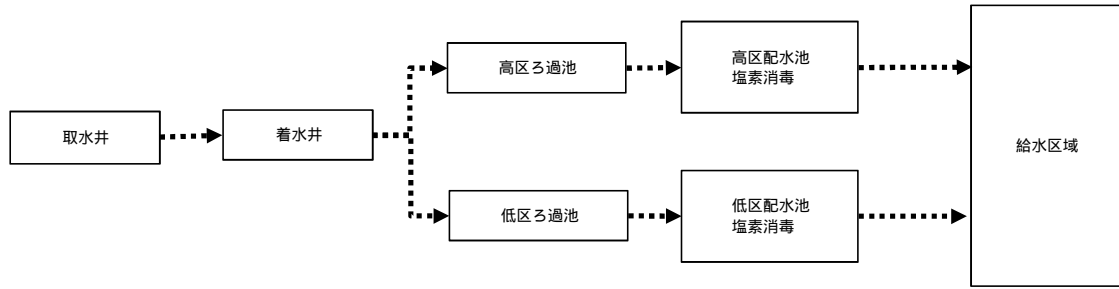 取水井
着水井
高区ろ過池
高区配水池
塩素消毒
低区ろ過池
低区配水池
塩素消毒
給水区域